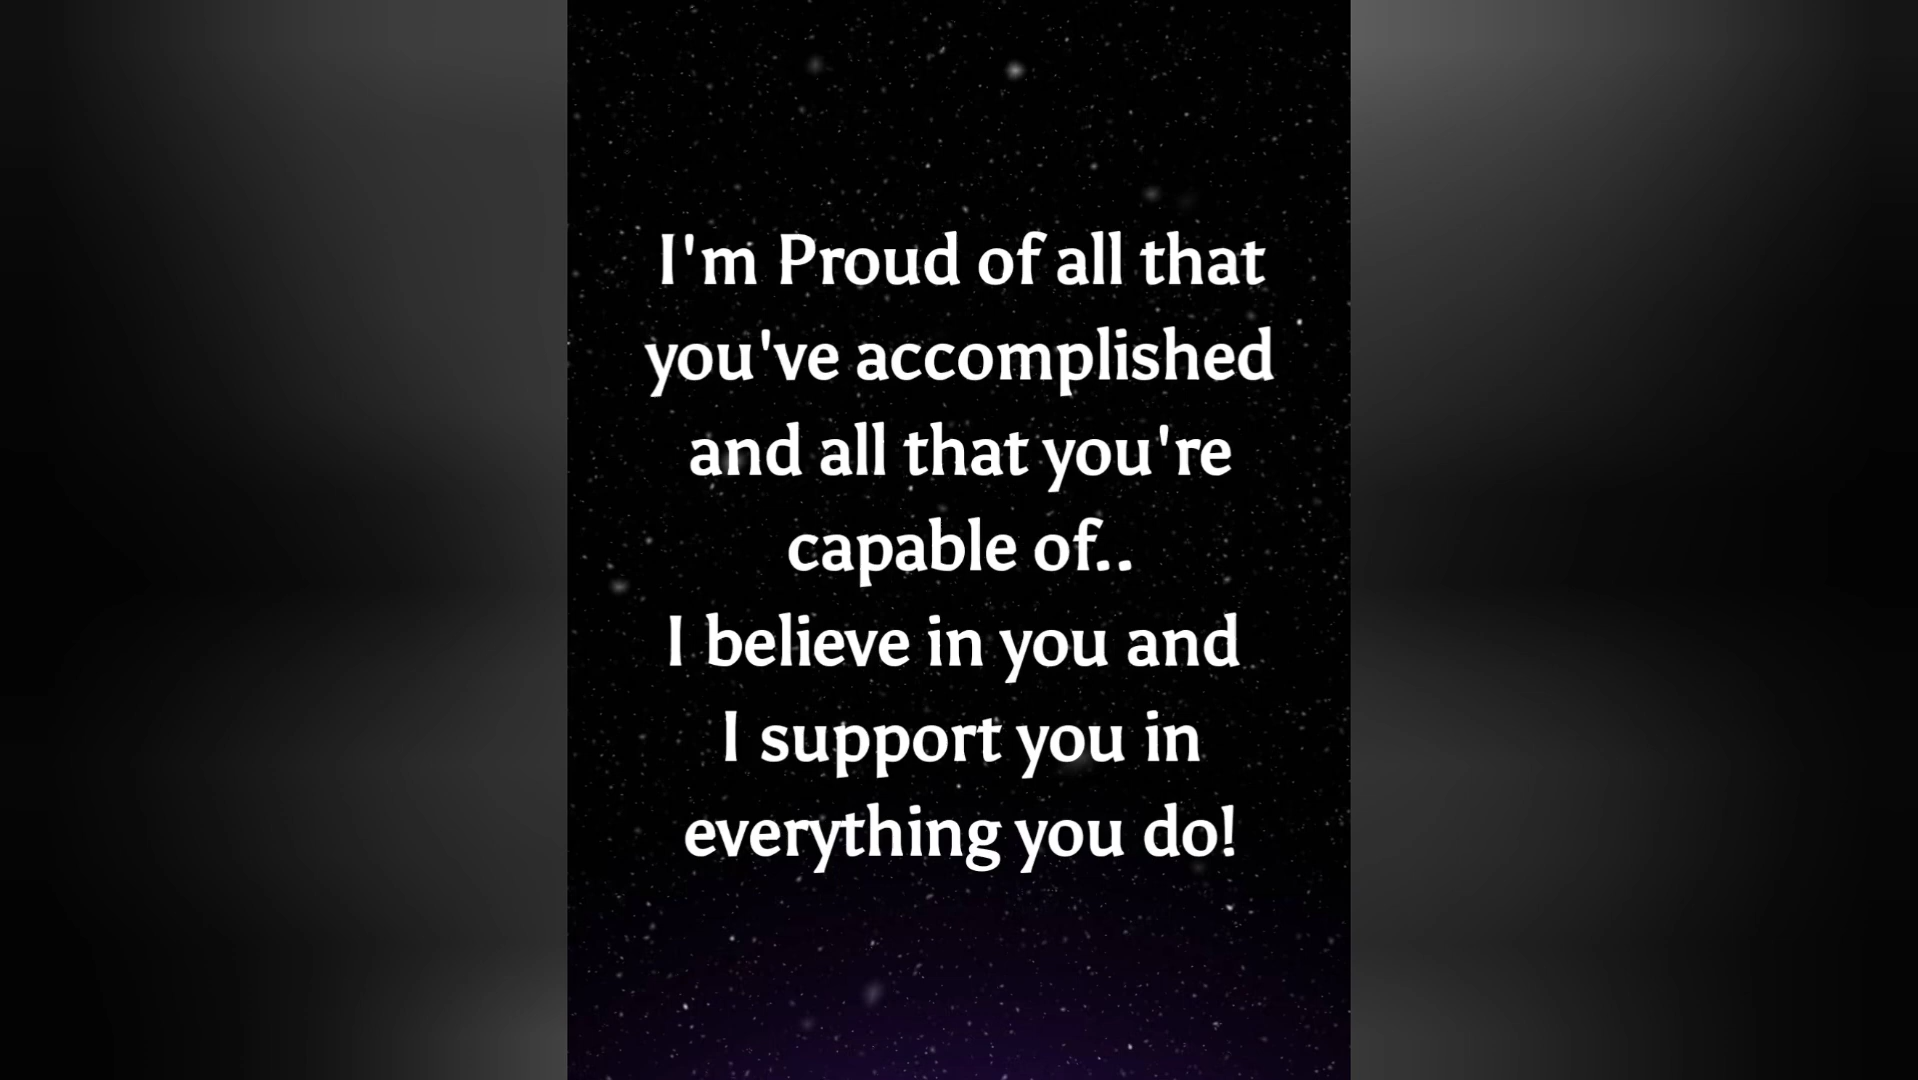 I'm Proud of all that
you've accomplished
and all that you're
capable of..
I believe in you and
I support you in
everything you do!